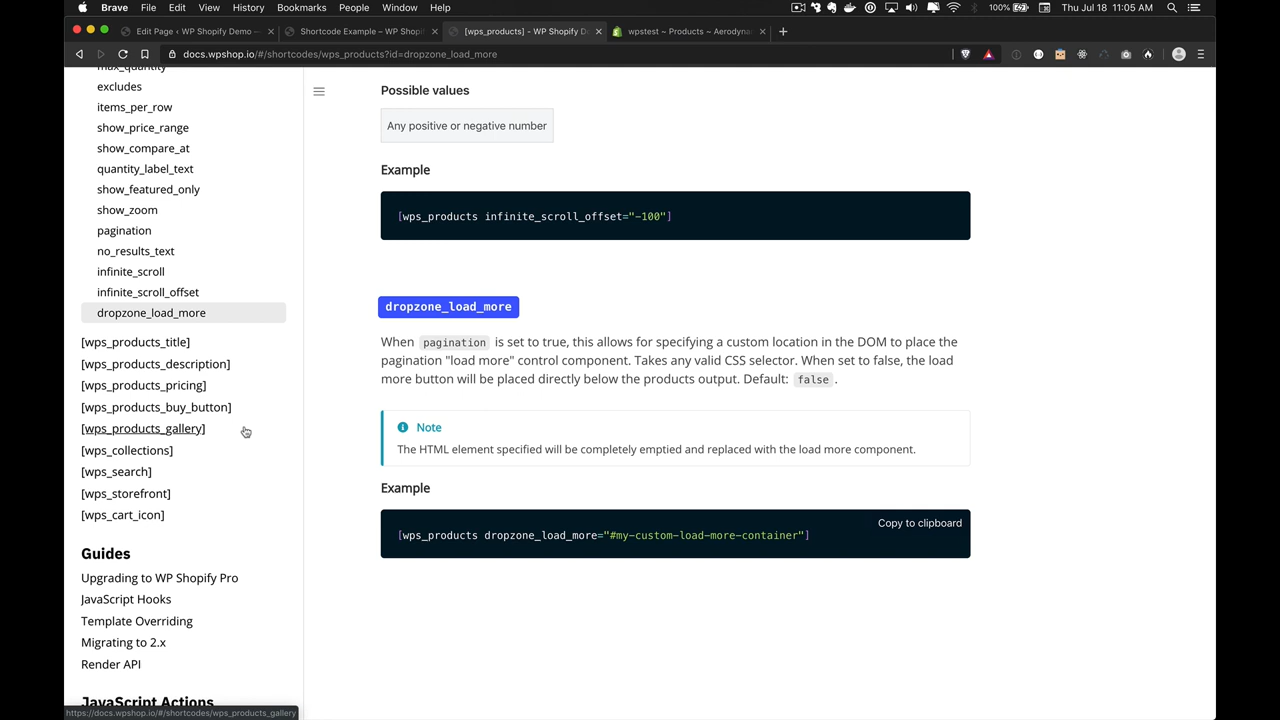 Brave File Edit View History Bookmarks People Window Help 100% Thu Jul 18 11:05 AM
Edit Page ‹ WP Shopify Demo —
Shortcode Example – WP Shopif
[wps_products] - WP Shopify D
wpstest ~ Products ~ Aerodyna
docs.wpshop.io/#/shortcodes/wps_products?id=dropzone_load_more
max_quantity
excludes
items_per_row
show_price_range
show_compare_at
quantity_label_text
show_featured_only
show_zoom
pagination
no_results_text
infinite_scroll
infinite_scroll_offset
dropzone_load_more
[wps_products_title]
[wps_products_description]
[wps_products_pricing]
[wps_products_buy_button]
[wps_products_gallery]
[wps_collections]
[wps_search]
[wps_storefront]
[wps_cart_icon]
Guides
Upgrading to WP Shopify Pro
JavaScript Hooks
Template Overriding
Migrating to 2.x
Render API
JavaScript Actions
https://docs.wpshop.io/#/shortcodes/wps_products_gallery
Possible values
Any positive or negative number
Example
[wps_products infinite_scroll_offset="-100"]
dropzone_load_more
When pagination is set to true, this allows for specifying a custom location in the DOM to place the
pagination "load more" control component. Takes any valid CSS selector. When set to false, the load
more button will be placed directly below the products output. Default: false .
Note
The HTML element specified will be completely emptied and replaced with the load more component.
Example
Copy to clipboard
[wps_products dropzone_load_more="#my-custom-load-more-container"]